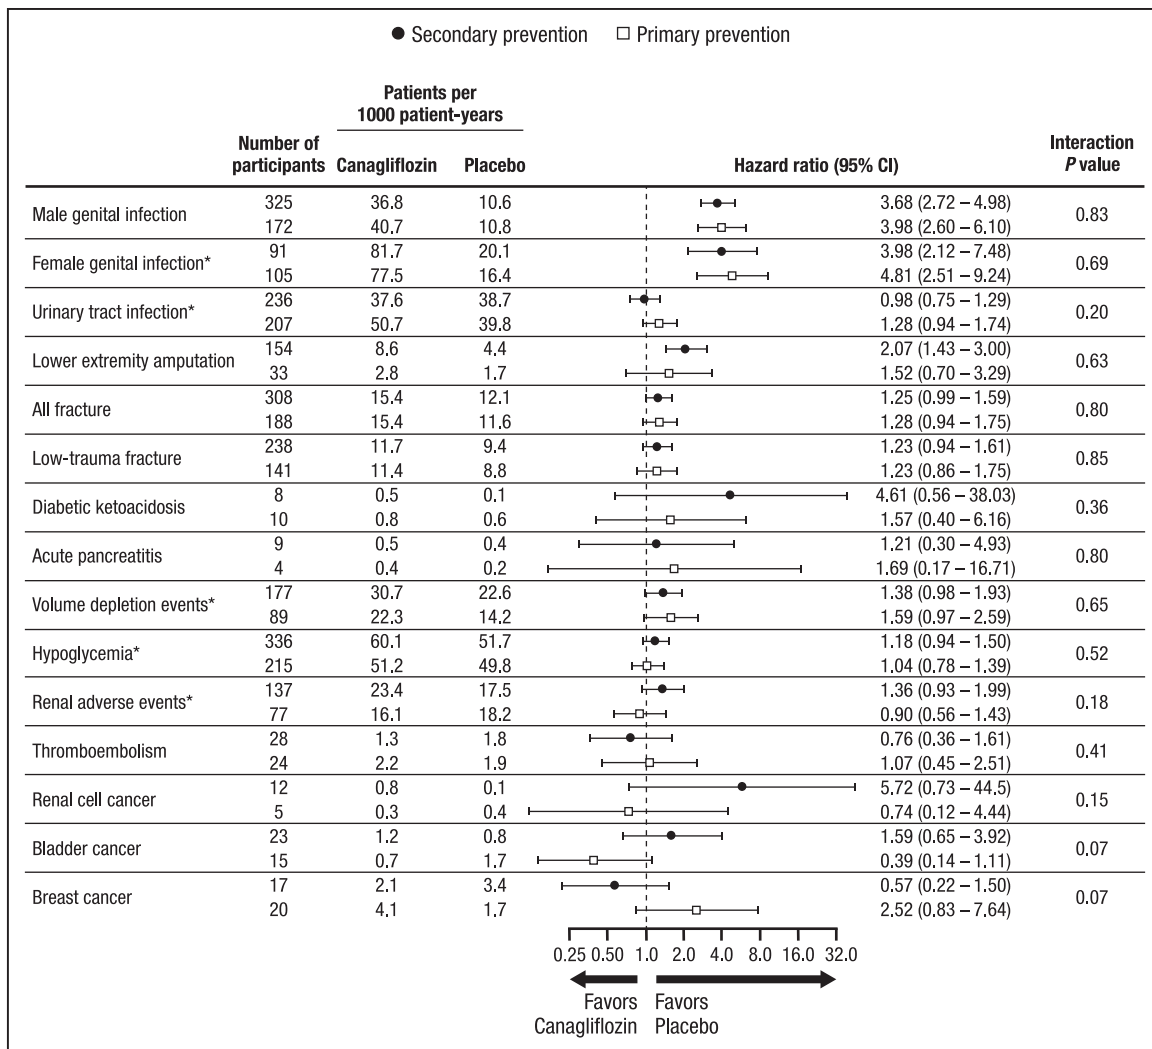 ● Secondary prevention □ Primary prevention
Patients per
1000 patient-years
Number of
participants Canagliflozin Placebo Hazard ratio (95% CI) Interaction
P value
Male genital infection
325 36.8 10.6 3.68 (2.72 – 4.98)
172 40.7 10.8 3.98 (2.60 – 6.10)
0.83
Female genital infection*
91 81.7 20.1 3.98 (2.12 – 7.48)
105 77.5 16.4 4.81 (2.51 – 9.24)
0.69
Urinary tract infection*
236 37.6 38.7 0.98 (0.75 – 1.29)
207 50.7 39.8 1.28 (0.94 – 1.74)
0.20
Lower extremity amputation
154 8.6 4.4 2.07 (1.43 – 3.00)
33 2.8 1.7 1.52 (0.70 – 3.29)
0.63
All fracture
308 15.4 12.1 1.25 (0.99 – 1.59)
188 15.4 11.6 1.28 (0.94 – 1.75)
0.80
Low-trauma fracture
238 11.7 9.4 1.23 (0.94 – 1.61)
141 11.4 8.8 1.23 (0.86 – 1.75)
0.85
Diabetic ketoacidosis
8 0.5 0.1 4.61 (0.56 – 38.03)
10 0.8 0.6 1.57 (0.40 – 6.16)
0.36
Acute pancreatitis
9 0.5 0.4 1.21 (0.30 – 4.93)
4 0.4 0.2 1.69 (0.17 – 16.71)
0.80
Volume depletion events*
177 30.7 22.6 1.38 (0.98 – 1.93)
89 22.3 14.2 1.59 (0.97 – 2.59)
0.65
Hypoglycemia*
336 60.1 51.7 1.18 (0.94 – 1.50)
215 51.2 49.8 1.04 (0.78 – 1.39)
0.52
Renal adverse events*
137 23.4 17.5 1.36 (0.93 – 1.99)
77 16.1 18.2 0.90 (0.56 – 1.43)
0.18
Thromboembolism
28 1.3 1.8 0.76 (0.36 – 1.61)
24 2.2 1.9 1.07 (0.45 – 2.51)
0.41
Renal cell cancer
12 0.8 0.1 5.72 (0.73 – 44.5)
5 0.3 0.4 0.74 (0.12 – 4.44)
0.15
Bladder cancer
23 1.2 0.8 1.59 (0.65 – 3.92)
15 0.7 1.7 0.39 (0.14 – 1.11)
0.07
Breast cancer
17 2.1 3.4 0.57 (0.22 – 1.50)
20 4.1 1.7 2.52 (0.83 – 7.64)
0.07
0.25 0.50 1.0 2.0 4.0 8.0 16.0 32.0
Favors
Canagliflozin
Favors
Placebo